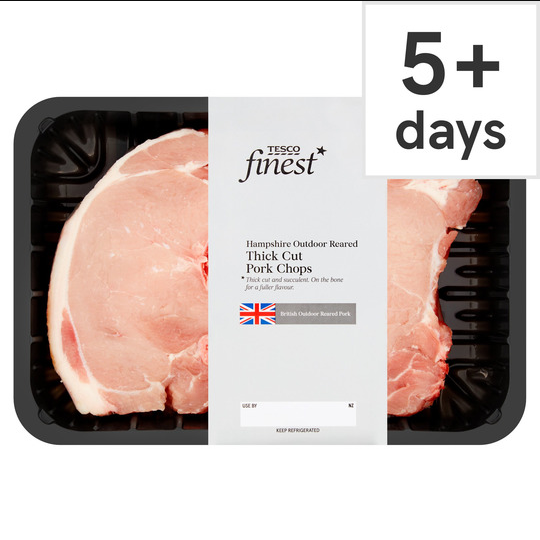 5+
days
TESCO
finest*
Hampshire Outdoor Reared
Thick Cut
Pork Chops
* Thick cut and succulent. On the bone
for a fuller flavour.
British Outdoor Reared Pork
USE BY NZ
KEEP REFRIGERATED